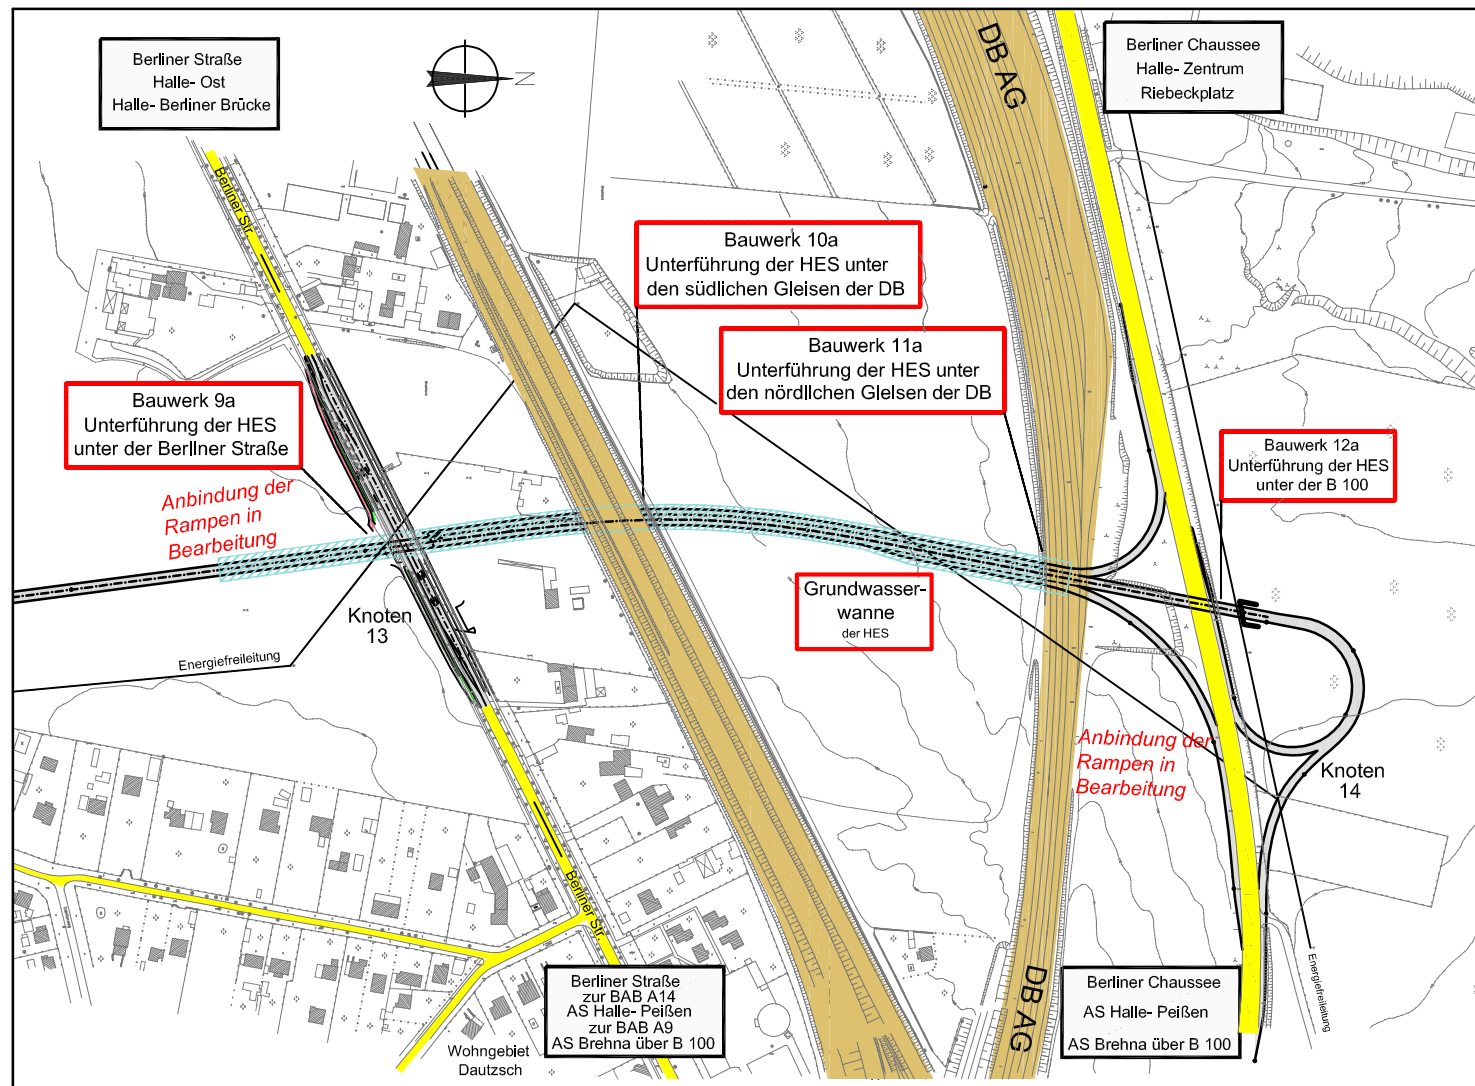 Berliner Straße
Halle- Ost
Halle- Berliner Brücke
N
DB AG
Berliner Chaussee
Halle- Zentrum
Riebeckplatz
Berliner Str.
Bauwerk 10a
Unterführung der HES unter
den südlichen Gleisen der DB
Bauwerk 11a
Unterführung der HES unter
den nördlichen Gleisen der DB
Bauwerk 9a
Unterführung der HES
unter der Berliner Straße
Bauwerk 12a
Unterführung der HES
unter der B 100
Anbindung der
Rampen in
Bearbeitung
Grundwasser-
wanne
der HES
Knoten
13
Energiefreileitung
Anbindung der
Rampen in
Bearbeitung
Knoten
14
Berliner Str.
Berliner Straße
zur BAB A14
AS Halle- Peißen
zur BAB A9
AS Brehna über B 100
DB AG
Berliner Chaussee
AS Halle- Peißen
AS Brehna über B 100
Energiefreileitung
Wohngebiet
Dautzsch